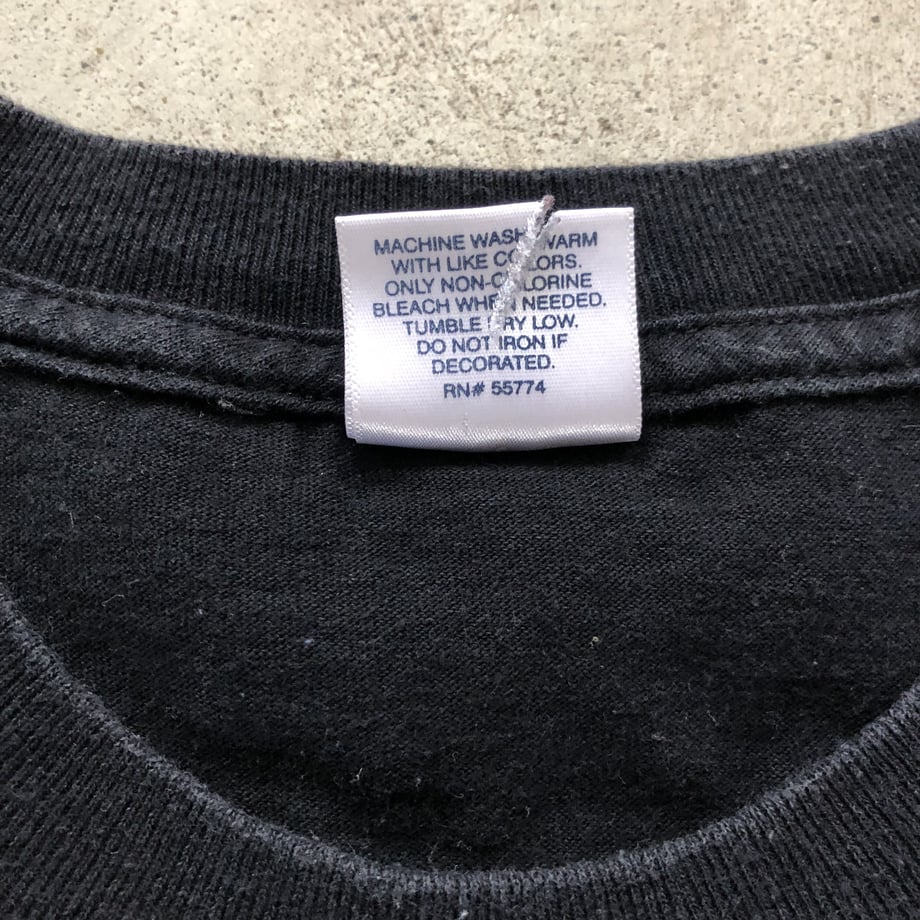 MACHINE WASH WARM
WITH LIKE COLORS.
ONLY NON-CHLORINE
BLEACH WHEN NEEDED.
TUMBLE DRY LOW.
DO NOT IRON IF
DECORATED.
RN# 55774